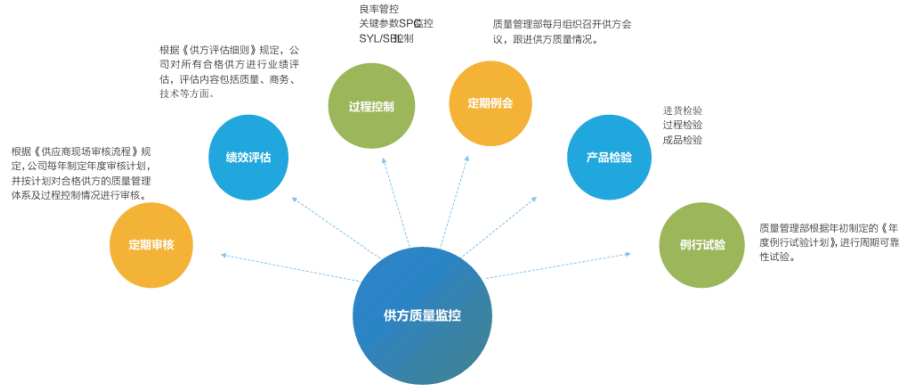 良率管控
关键参数SPC监控
SYL/SBL控制
质量管理部每月组织召开供方会
议，跟进供方质量情况。
根据《供方评估细则》规定，公
司对所有合格供方进行业绩评
估，评估内容包括质量、商务、
技术等方面。
过程控制
定期例会
进货检验
过程检验
成品检验
根据《供应商现场审核流程》规
定，公司每年制定年度审核计划，
并按计划对合格供方的质量管理
体系及过程控制情况进行审核。
绩效评估
产品检验
定期审核
例行试验
质量管理部根据年初制定的《年
度例行试验计划》，进行周期可靠
性试验。
供方质量监控